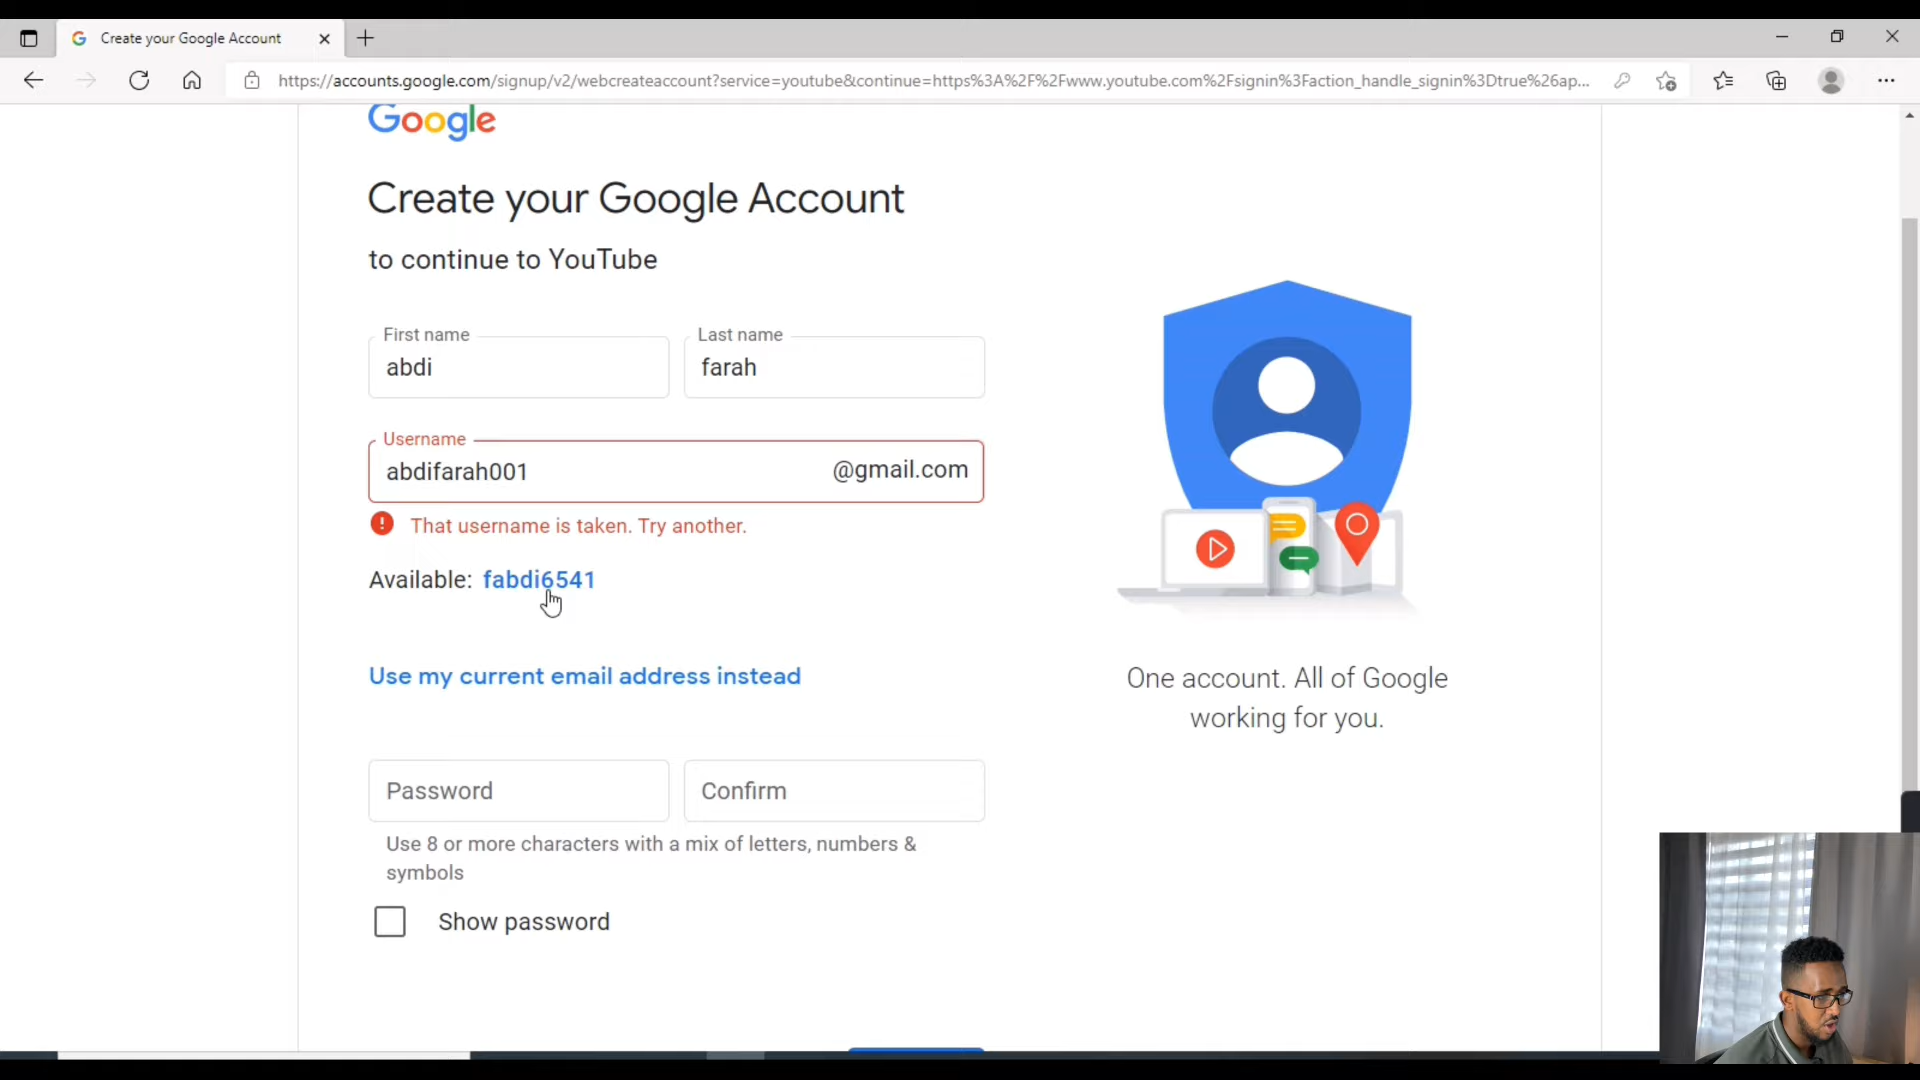 Create your Google Account
https://accounts.google.com/signup/v2/webcreateaccount?service=youtube&continue=https%3A%2F%2Fwww.youtube.com%2Fsignin%3Faction_handle_signin%3Dtrue%26ap...
Google
Create your Google Account
to continue to YouTube
First name
Last name
abdi
farah
Username
abdifarah001
@gmail.com
That username is taken. Try another.
Available: fabdi6541
Use my current email address instead
One account. All of Google
working for you.
Password
Confirm
Use 8 or more characters with a mix of letters, numbers &
symbols
Show password